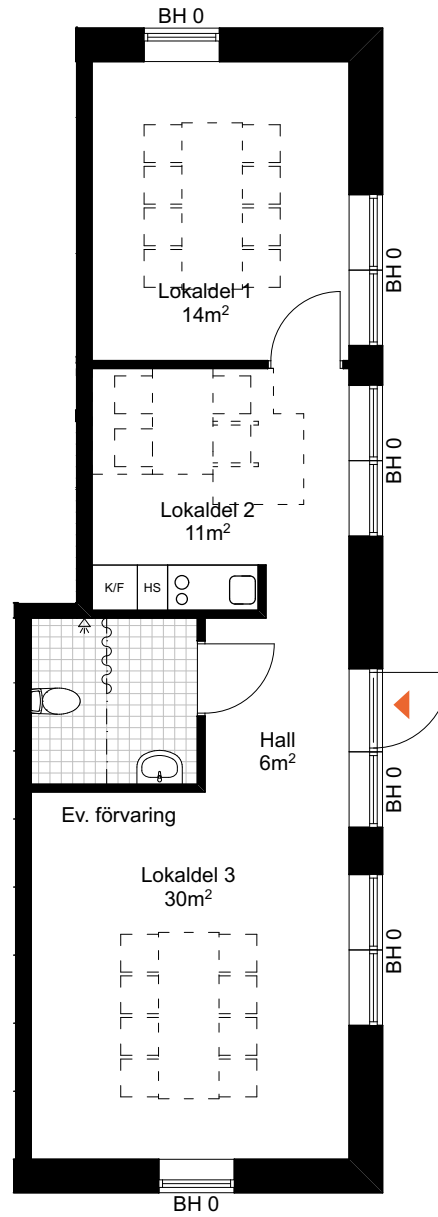 BH 0
BH 0
Lokaldel 1
14m²
BH 0
Lokaldel 2
11m²
K/F HS
Hall
6m²
BH 0
Ev. förvaring
Lokaldel 3
30m²
BH 0
BH 0